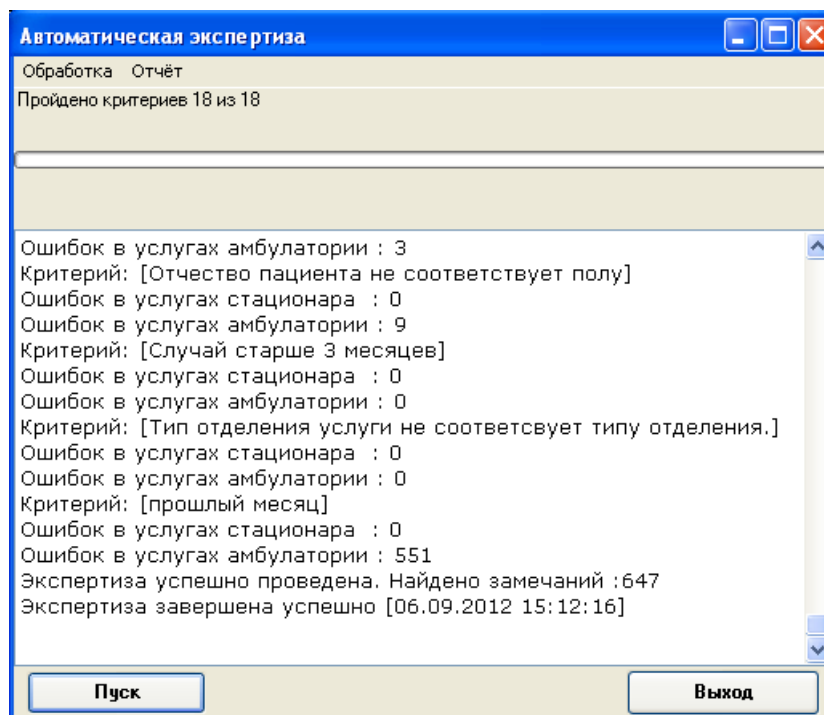 Автоматическая экспертиза
Обработка Отчёт
Пройдено критериев 18 из 18
Ошибок в услугах амбулатории : 3
Критерий: [Отчество пациента не соответствует полу]
Ошибок в услугах стационара : 0
Ошибок в услугах амбулатории : 9
Критерий: [Случай старше 3 месяцев]
Ошибок в услугах стационара : 0
Ошибок в услугах амбулатории : 0
Критерий: [Тип отделения услуги не соответсвует типу отделения.]
Ошибок в услугах стационара : 0
Ошибок в услугах амбулатории : 0
Критерий: [прошлый месяц]
Ошибок в услугах стационара : 0
Ошибок в услугах амбулатории : 551
Экспертиза успешно проведена. Найдено замечаний :647
Экспертиза завершена успешно [06.09.2012 15:12:16]
Пуск Выход